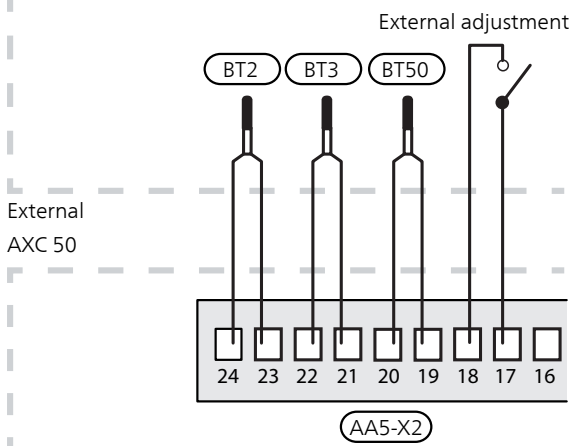 External adjustment
BT2 BT3 BT50
External
AXC 50
24 23 22 21 20 19 18 17 16
AA5-X2